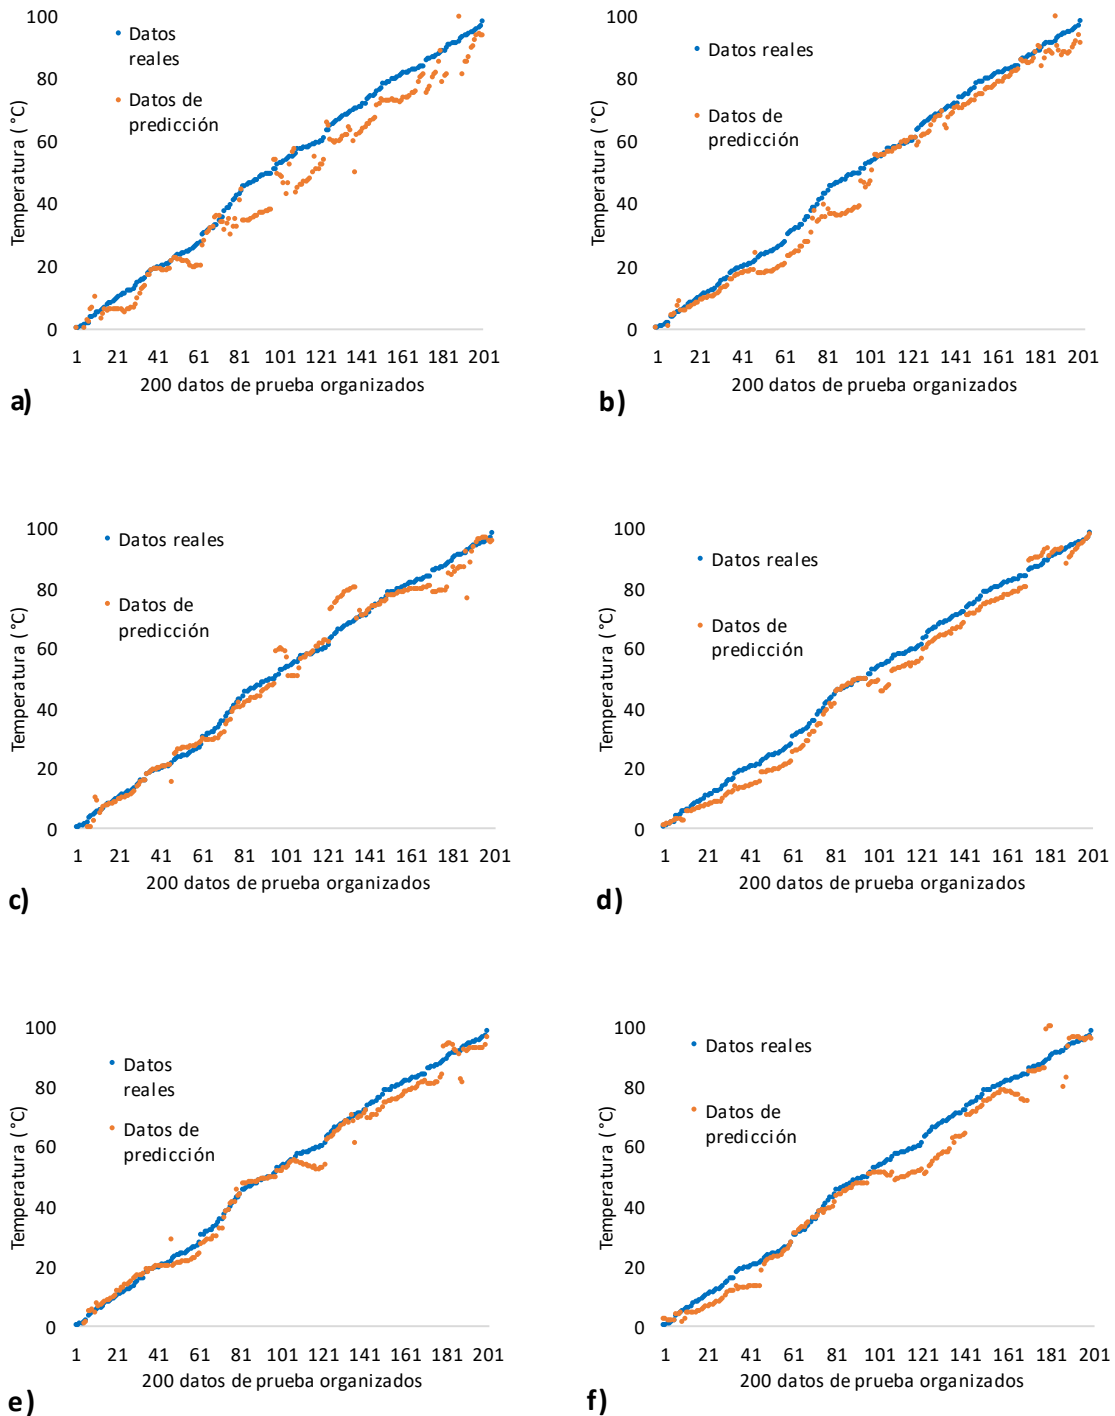 100
80
60
40
20
0
Temperatura ( °C)
Datos
reales
Datos de
predicción
1 21 41 61 81 101 121 141 161 181 201
200 datos de prueba organizados
a)
100
80
60
40
20
0
Temperatura ( °C)
Datos reales
Datos de
predicción
1 21 41 61 81 101 121 141 161 181 201
200 datos de prueba organizados
b)
100
80
60
40
20
0
Temperatura ( °C)
Datos reales
Datos de
predicción
1 21 41 61 81 101 121 141 161 181 201
200 datos de prueba organizados
c)
100
80
60
40
20
0
Temperatura ( °C)
Datos reales
Datos de
predicción
1 21 41 61 81 101 121 141 161 181 201
200 datos de prueba organizados
d)
100
80
60
40
20
0
Temperatura ( °C)
Datos
reales
Datos de
predicción
1 21 41 61 81 101 121 141 161 181 201
200 datos de prueba organizados
e)
100
80
60
40
20
0
Temperatura ( °C)
Datos reales
Datos de
predicción
1 21 41 61 81 101 121 141 161 181 201
200 datos de prueba organizados
f)